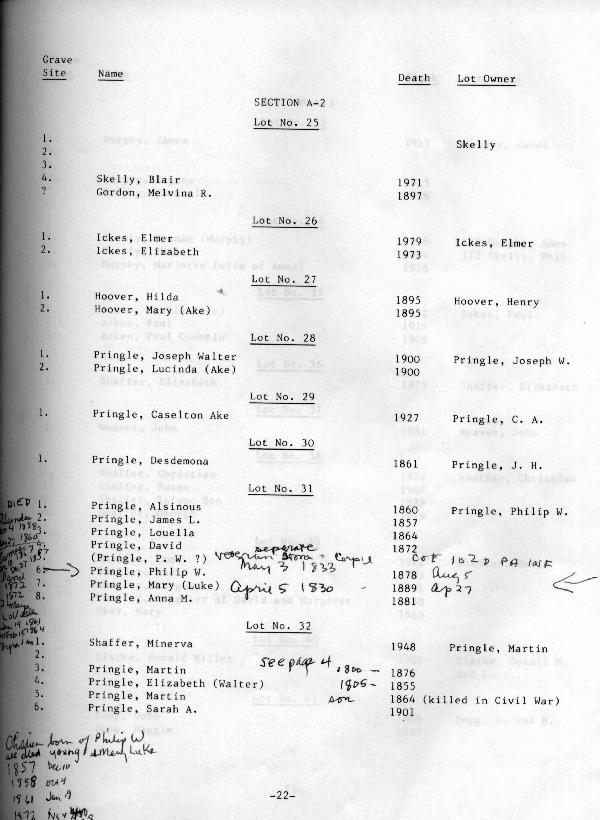 Grave
Site Name Death Lot Owner
SECTION A-2
Lot No. 25
1. Skelly
2.
3.
4. Skelly, Blair 1971
? Gordon, Melvina R. 1897
Lot No. 26
1. Ickes, Elmer 1979 Ickes, Elmer
2. Ickes, Elizabeth 1973
Lot No. 27
1. Hoover, Hilda 1895 Hoover, Henry
2. Hoover, Mary (Ake) 1895
Lot No. 28
1. Pringle, Joseph Walter 1900 Pringle, Joseph W.
2. Pringle, Lucinda (Ake) 1900
Lot No. 29
1. Pringle, Caselton Ake 1927 Pringle, C. A.
Lot No. 30
1. Pringle, Desdemona 1861 Pringle, J. H.
Lot No. 31
DIED 1. Pringle, Alsinous 1860 Pringle, Philip W.
2. Pringle, James L. 1857
3. Pringle, Louella 1864
4. Pringle, David separate 1872
(Pringle, P. W. ?) veteran stone - Corpl Co E 102D PA INF
6. Pringle, Philip W. May 3 1833 1878 Aug 5
7. Pringle, Mary (Luke) April 5 1830 - 1889 Ap 27
8. Pringle, Anna M. 1881
Lot No. 32
1. Shaffer, Minerva 1948 Pringle, Martin
2.
3. Pringle, Martin see page 4 1800 - 1876
4. Pringle, Elizabeth (Walter) 1805 - 1855
5. Pringle, Martin son 1864 (killed in Civil War)
6. Pringle, Sarah A. 1901
Children born of Philip W
all died young & Mary Luke
1857 Dec 10
1858 Oct 4
1961 Jan 19
1972 Nov
-22-